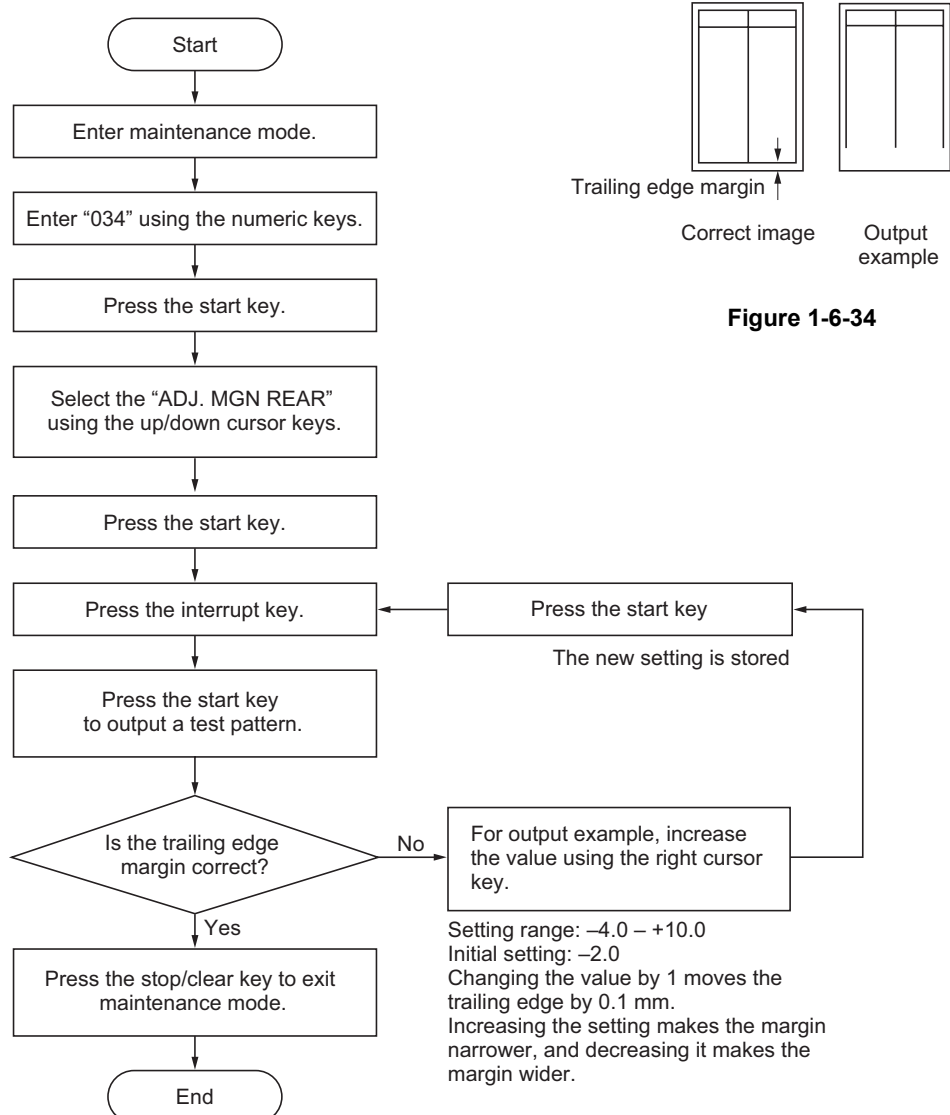 Start
Enter maintenance mode.
Enter “034” using the numeric keys.
Press the start key.
Select the “ADJ. MGN REAR”
using the up/down cursor keys.
Press the start key.
Press the interrupt key.
Press the start key
The new setting is stored
Press the start key
to output a test pattern.
Is the trailing edge
margin correct?
No
For output example, increase
the value using the right cursor
key.
Setting range: –4.0 – +10.0
Initial setting: –2.0
Changing the value by 1 moves the
trailing edge by 0.1 mm.
Increasing the setting makes the margin
narrower, and decreasing it makes the
margin wider.
Yes
Press the stop/clear key to exit
maintenance mode.
End
Trailing edge margin
Correct image
Output
example
Figure 1-6-34